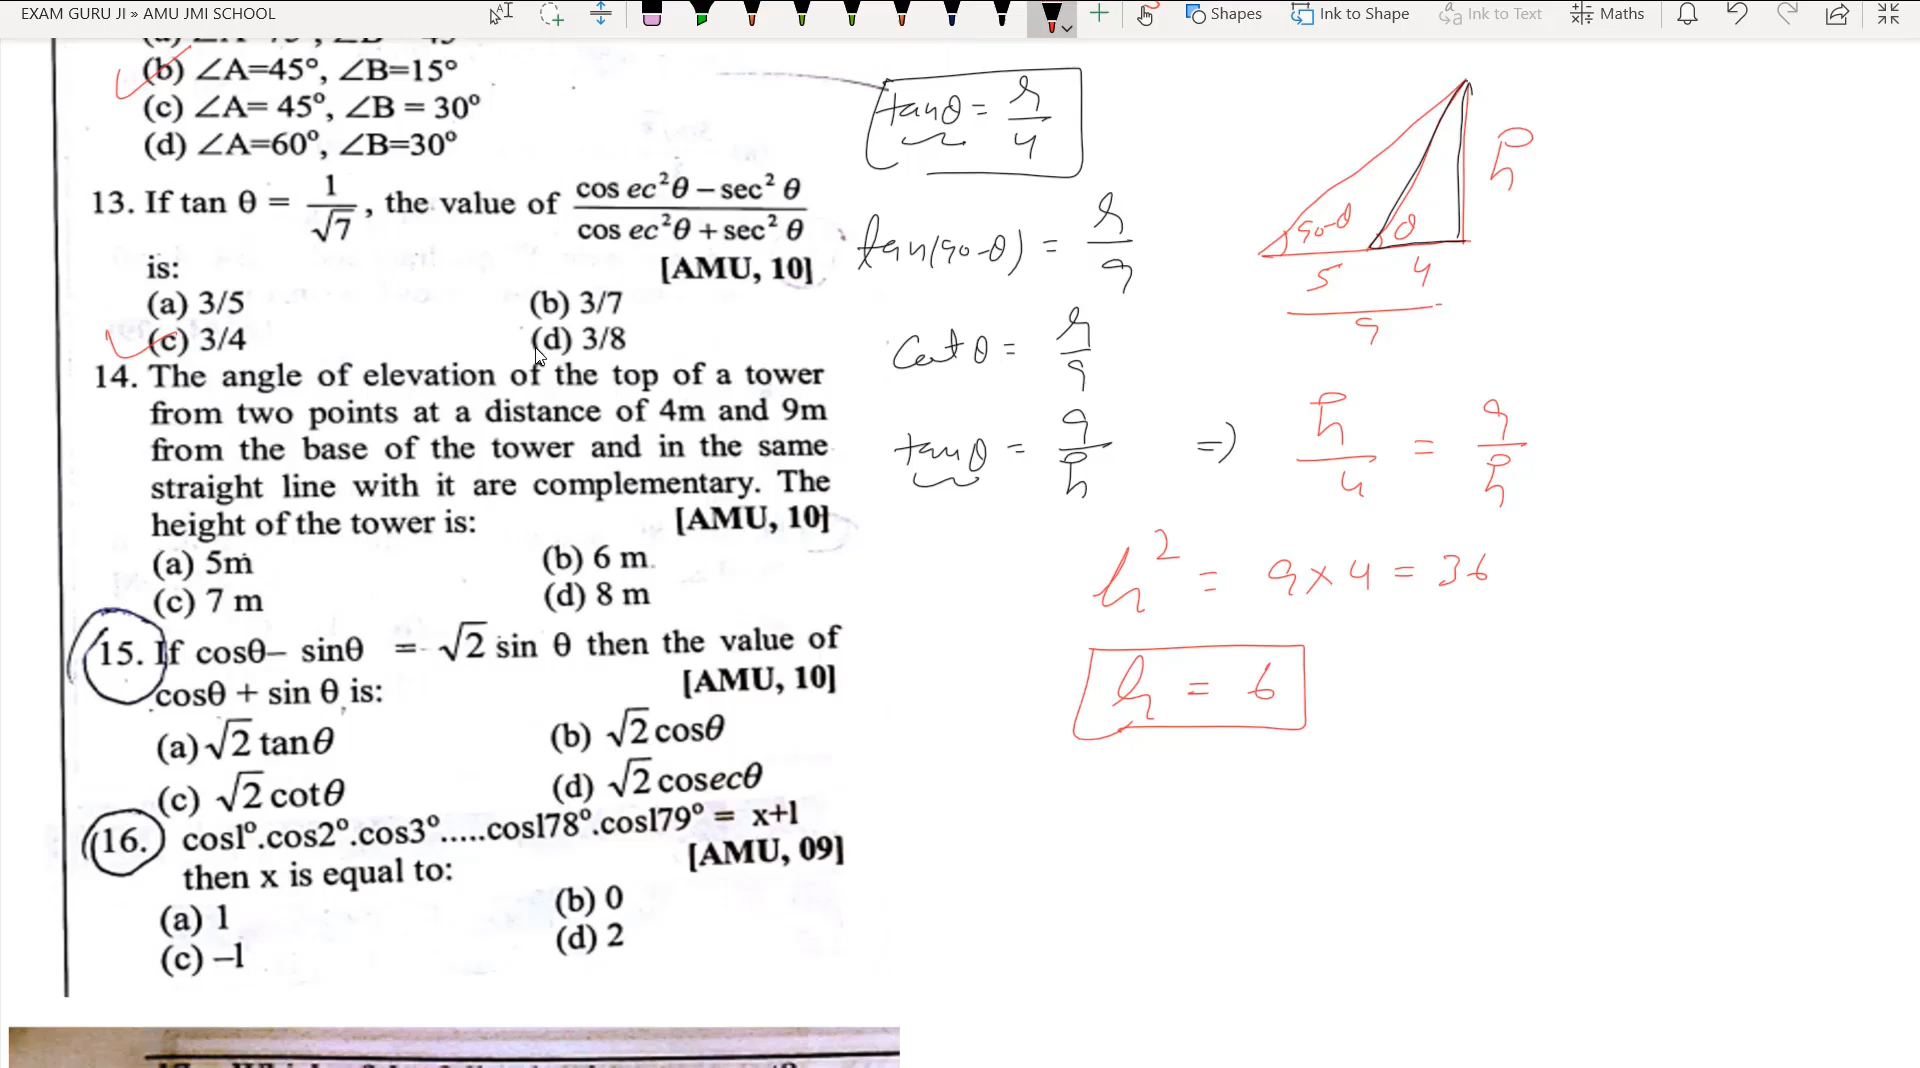 EXAM GURU JI » AMU JMI SCHOOL
Shapes
Ink to Shape
Ink to Text
Maths
(b) ∠A=45°, ∠B=15°
(c) ∠A= 45°, ∠B = 30°
(d) ∠A=60°, ∠B=30°
13. If tan θ = 1/√7, the value of (cos ec²θ − sec² θ)/(cos ec²θ + sec² θ)
is: [AMU, 10]
(a) 3/5 (b) 3/7
(c) 3/4 (d) 3/8
14. The angle of elevation of the top of a tower
from two points at a distance of 4m and 9m
from the base of the tower and in the same
straight line with it are complementary. The
height of the tower is: [AMU, 10]
(a) 5m (b) 6 m
(c) 7 m (d) 8 m
15. If cosθ– sinθ = √2 sin θ then the value of
cosθ + sin θ is: [AMU, 10]
(a) √2 tanθ (b) √2 cosθ
(c) √2 cotθ (d) √2 cosecθ
16. cos1°.cos2°.cos3°.....cos178°.cos179° = x+1
then x is equal to: [AMU, 09]
(a) 1 (b) 0
(c) –1 (d) 2
tanθ = h/4
tan(90-θ) = h/9
cot θ = h/9
tanθ = 9/h => h/4 = 9/h
h² = 9×4 = 36
h = 6
h
90-θ θ
5 4
9